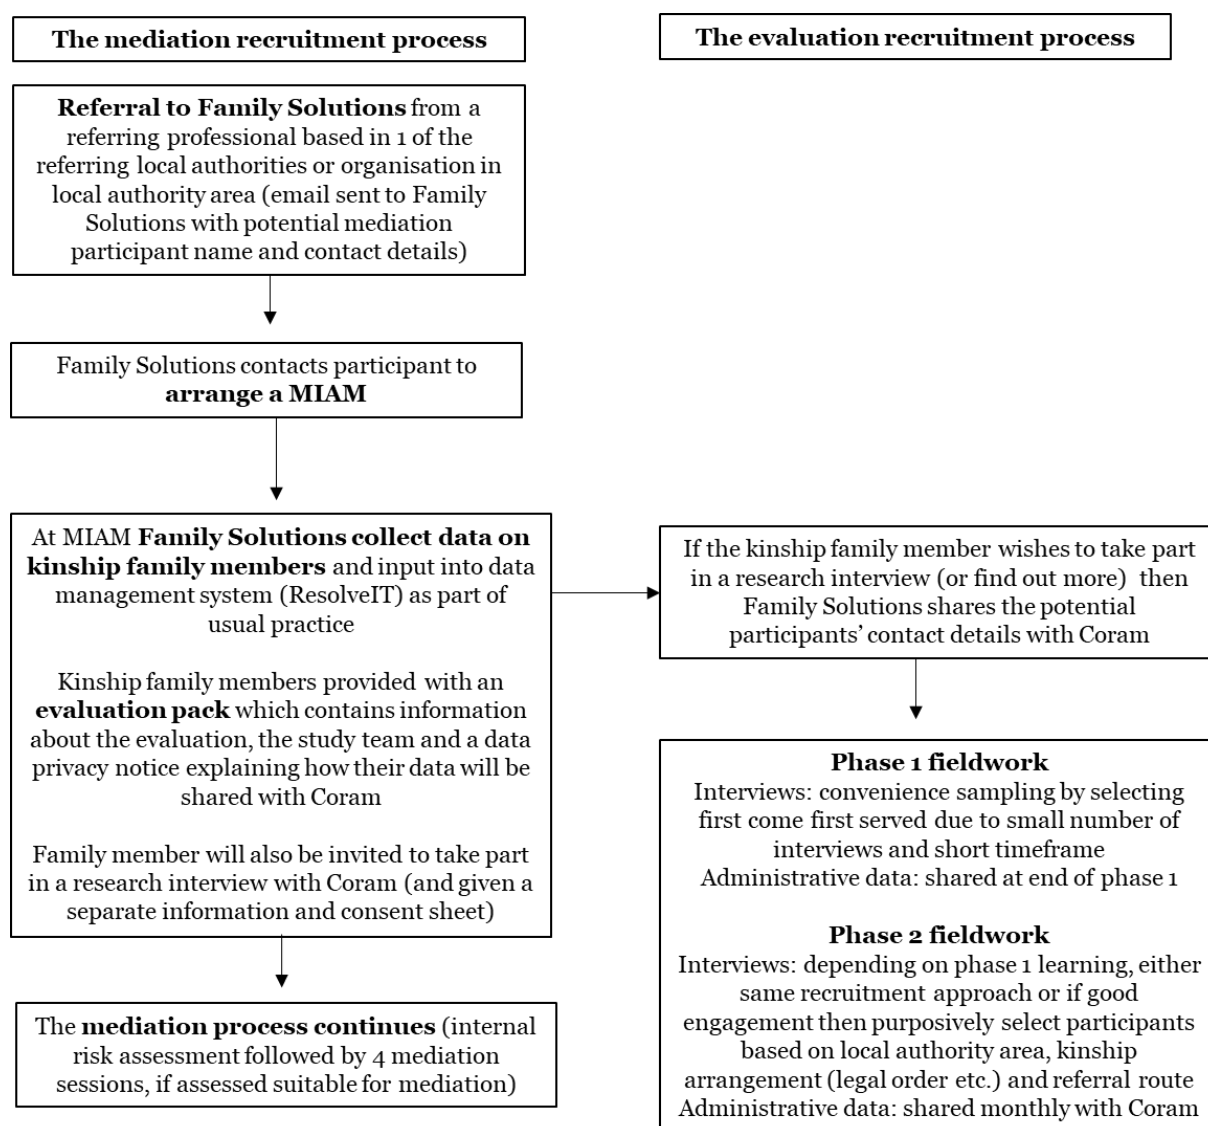 The mediation recruitment process
The evaluation recruitment process
Referral to Family Solutions from a
referring professional based in 1 of the
referring local authorities or organisation in
local authority area (email sent to Family
Solutions with potential mediation
participant name and contact details)
Family Solutions contacts participant to
arrange a MIAM
At MIAM Family Solutions collect data on
kinship family members and input into data
management system (ResolveIT) as part of
usual practice
Kinship family members provided with an
evaluation pack which contains information
about the evaluation, the study team and a data
privacy notice explaining how their data will be
shared with Coram
Family member will also be invited to take part
in a research interview with Coram (and given a
separate information and consent sheet)
The mediation process continues (internal
risk assessment followed by 4 mediation
sessions, if assessed suitable for mediation)
If the kinship family member wishes to take part
in a research interview (or find out more) then
Family Solutions shares the potential
participants’ contact details with Coram
Phase 1 fieldwork
Interviews: convenience sampling by selecting
first come first served due to small number of
interviews and short timeframe
Administrative data: shared at end of phase 1
Phase 2 fieldwork
Interviews: depending on phase 1 learning, either
same recruitment approach or if good
engagement then purposively select participants
based on local authority area, kinship
arrangement (legal order etc.) and referral route
Administrative data: shared monthly with Coram